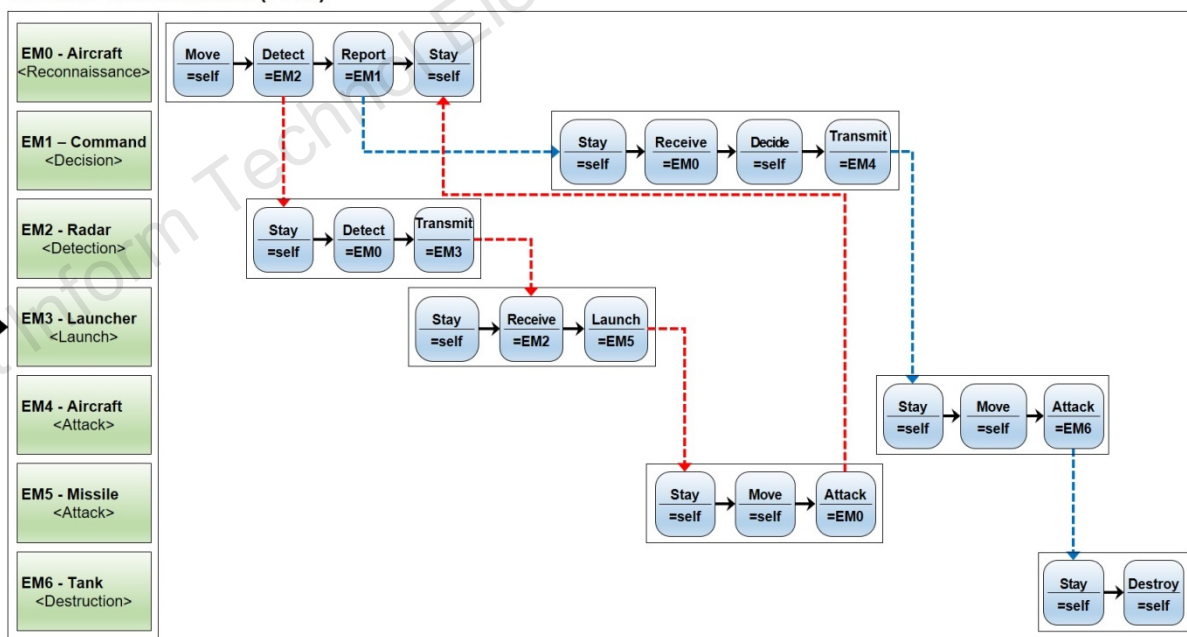 EM0 - Aircraft
<Reconnaissance>
Move
=self
Detect
=EM2
Report
=EM1
Stay
=self
EM1 – Command
<Decision>
Stay
=self
Receive
=EM0
Decide
=self
Transmit
=EM4
EM2 - Radar
<Detection>
Stay
=self
Detect
=EM0
Transmit
=EM3
EM3 - Launcher
<Launch>
Stay
=self
Receive
=EM2
Launch
=EM5
EM4 - Aircraft
<Attack>
Stay
=self
Move
=self
Attack
=EM6
EM5 - Missile
<Attack>
Stay
=self
Move
=self
Attack
=EM0
EM6 - Tank
<Destruction>
Stay
=self
Destroy
=self
Inform Technol